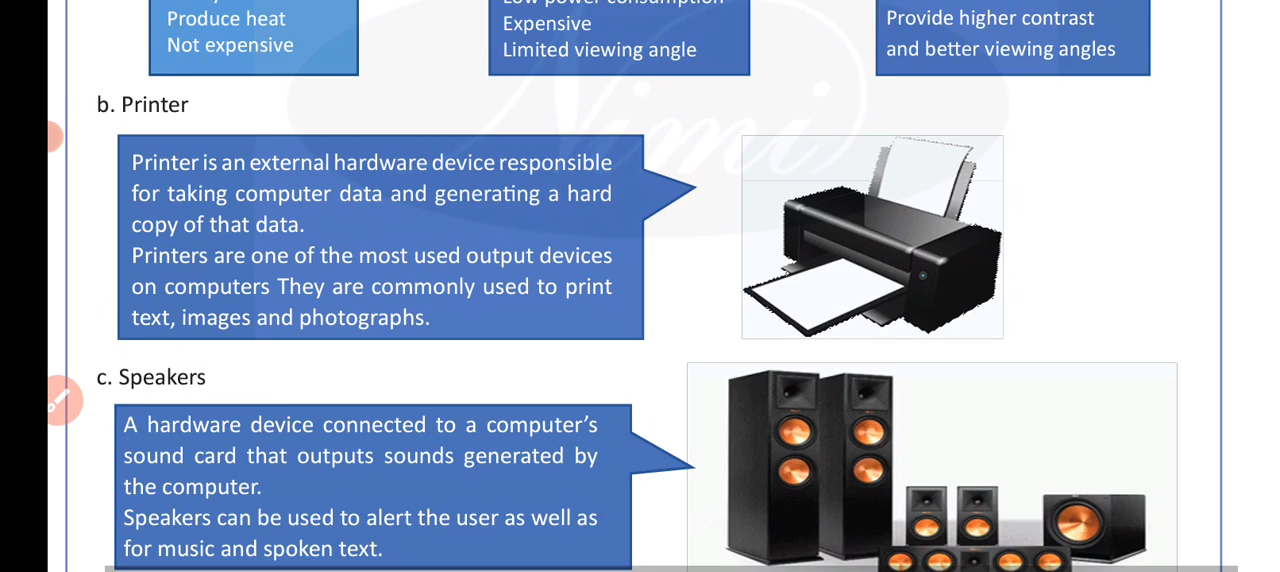 Produce heat
Not expensive
Low power consumption
Expensive
Limited viewing angle
Provide higher contrast
and better viewing angles
b. Printer
Printer is an external hardware device responsible
for taking computer data and generating a hard
copy of that data.
Printers are one of the most used output devices
on computers They are commonly used to print
text, images and photographs.
c. Speakers
A hardware device connected to a computer's
sound card that outputs sounds generated by
the computer.
Speakers can be used to alert the user as well as
for music and spoken text.
Nimi